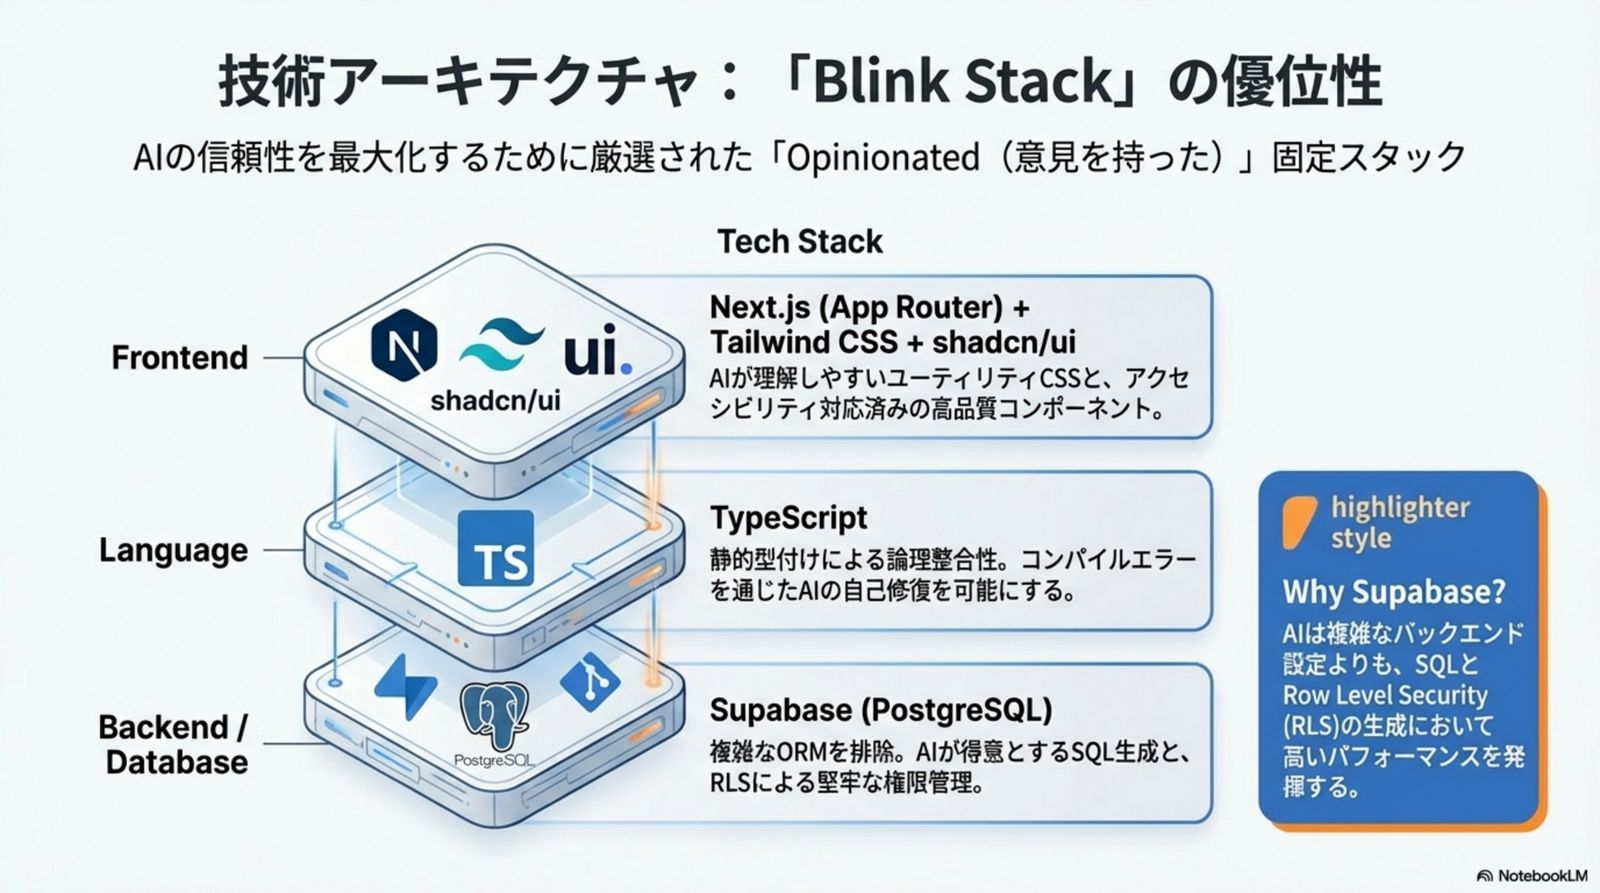 技術アーキテクチャ：「Blink Stack」の優位性
AIの信頼性を最大化するために厳選された「Opinionated（意見を持った）」固定スタック
Tech Stack
Frontend
N
ui.
shadcn/ui
Next.js (App Router) +
Tailwind CSS + shadcn/ui
AIが理解しやすいユーティリティCSSと、アクセ
シビリティ対応済みの高品質コンポーネント。
Language
TS
TypeScript
静的型付けによる論理整合性。コンパイルエラー
を通じたAIの自己修復を可能にする。
Backend /
Database
PostgreSQL
Supabase (PostgreSQL)
複雑なORMを排除。AIが得意とするSQL生成と、
RLSによる堅牢な権限管理。
highlighter
style
Why Supabase?
AIは複雑なバックエンド
設定よりも、SQLと
Row Level Security
(RLS)の生成において
高いパフォーマンスを発
揮する。
NotebookLM